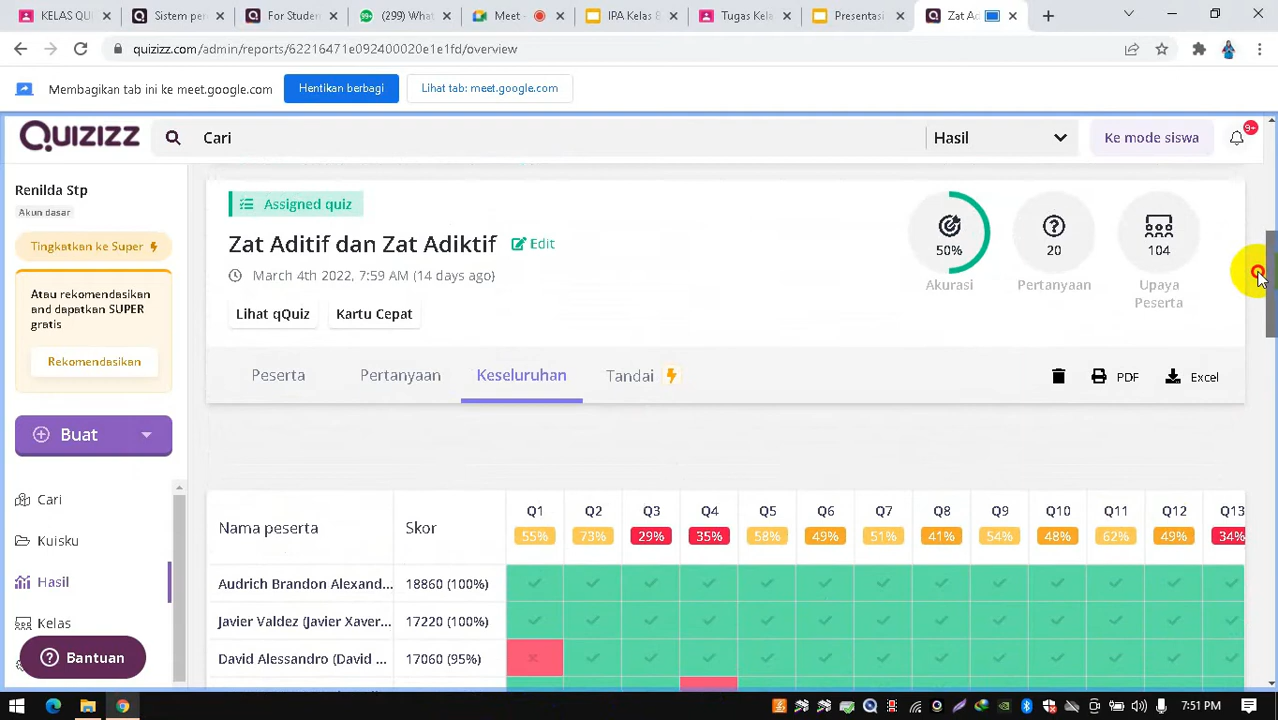 KELAS QUI
Sistem per
For Studen
(299) What
Meet -
IPA Kelas 8
Tugas Kela
Presentasi
Zat Ac
quizizz.com/admin/reports/62216471e092400020e1e1fd/overview
Membagikan tab ini ke meet.google.com
Hentikan berbagi
Lihat tab: meet.google.com
QUIZIZZ
Cari
Hasil
Ke mode siswa
9+
Renilda Stp
Akun dasar
Tingkatkan ke Super
Atau rekomendasikan
and dapatkan SUPER
gratis
Rekomendasikan
Buat
Cari
Kuisku
Hasil
Kelas
Bantuan
Assigned quiz
Zat Aditif dan Zat Adiktif
Edit
March 4th 2022, 7:59 AM (14 days ago)
Lihat qQuiz
Kartu Cepat
50%
Akurasi
20
Pertanyaan
104
Upaya
Peserta
Peserta
Pertanyaan
Keseluruhan
Tandai
PDF
Excel
Nama peserta Skor Q1 Q2 Q3 Q4 Q5 Q6 Q7 Q8 Q9 Q10 Q11 Q12 Q13
55% 73% 29% 35% 58% 49% 51% 41% 54% 48% 62% 49% 34%
Audrich Brandon Alexand... 18860 (100%)
Javier Valdez (Javier Xaver... 17220 (100%)
David Alessandro (David ... 17060 (95%)
7:51 PM